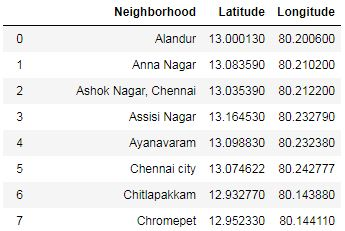 Neighborhood Latitude Longitude
0 Alandur 13.000130 80.200600
1 Anna Nagar 13.083590 80.210200
2 Ashok Nagar, Chennai 13.035390 80.212200
3 Assisi Nagar 13.164530 80.232790
4 Ayanavaram 13.098830 80.232380
5 Chennai city 13.074622 80.242777
6 Chitlapakkam 12.932770 80.143880
7 Chromepet 12.952330 80.144110